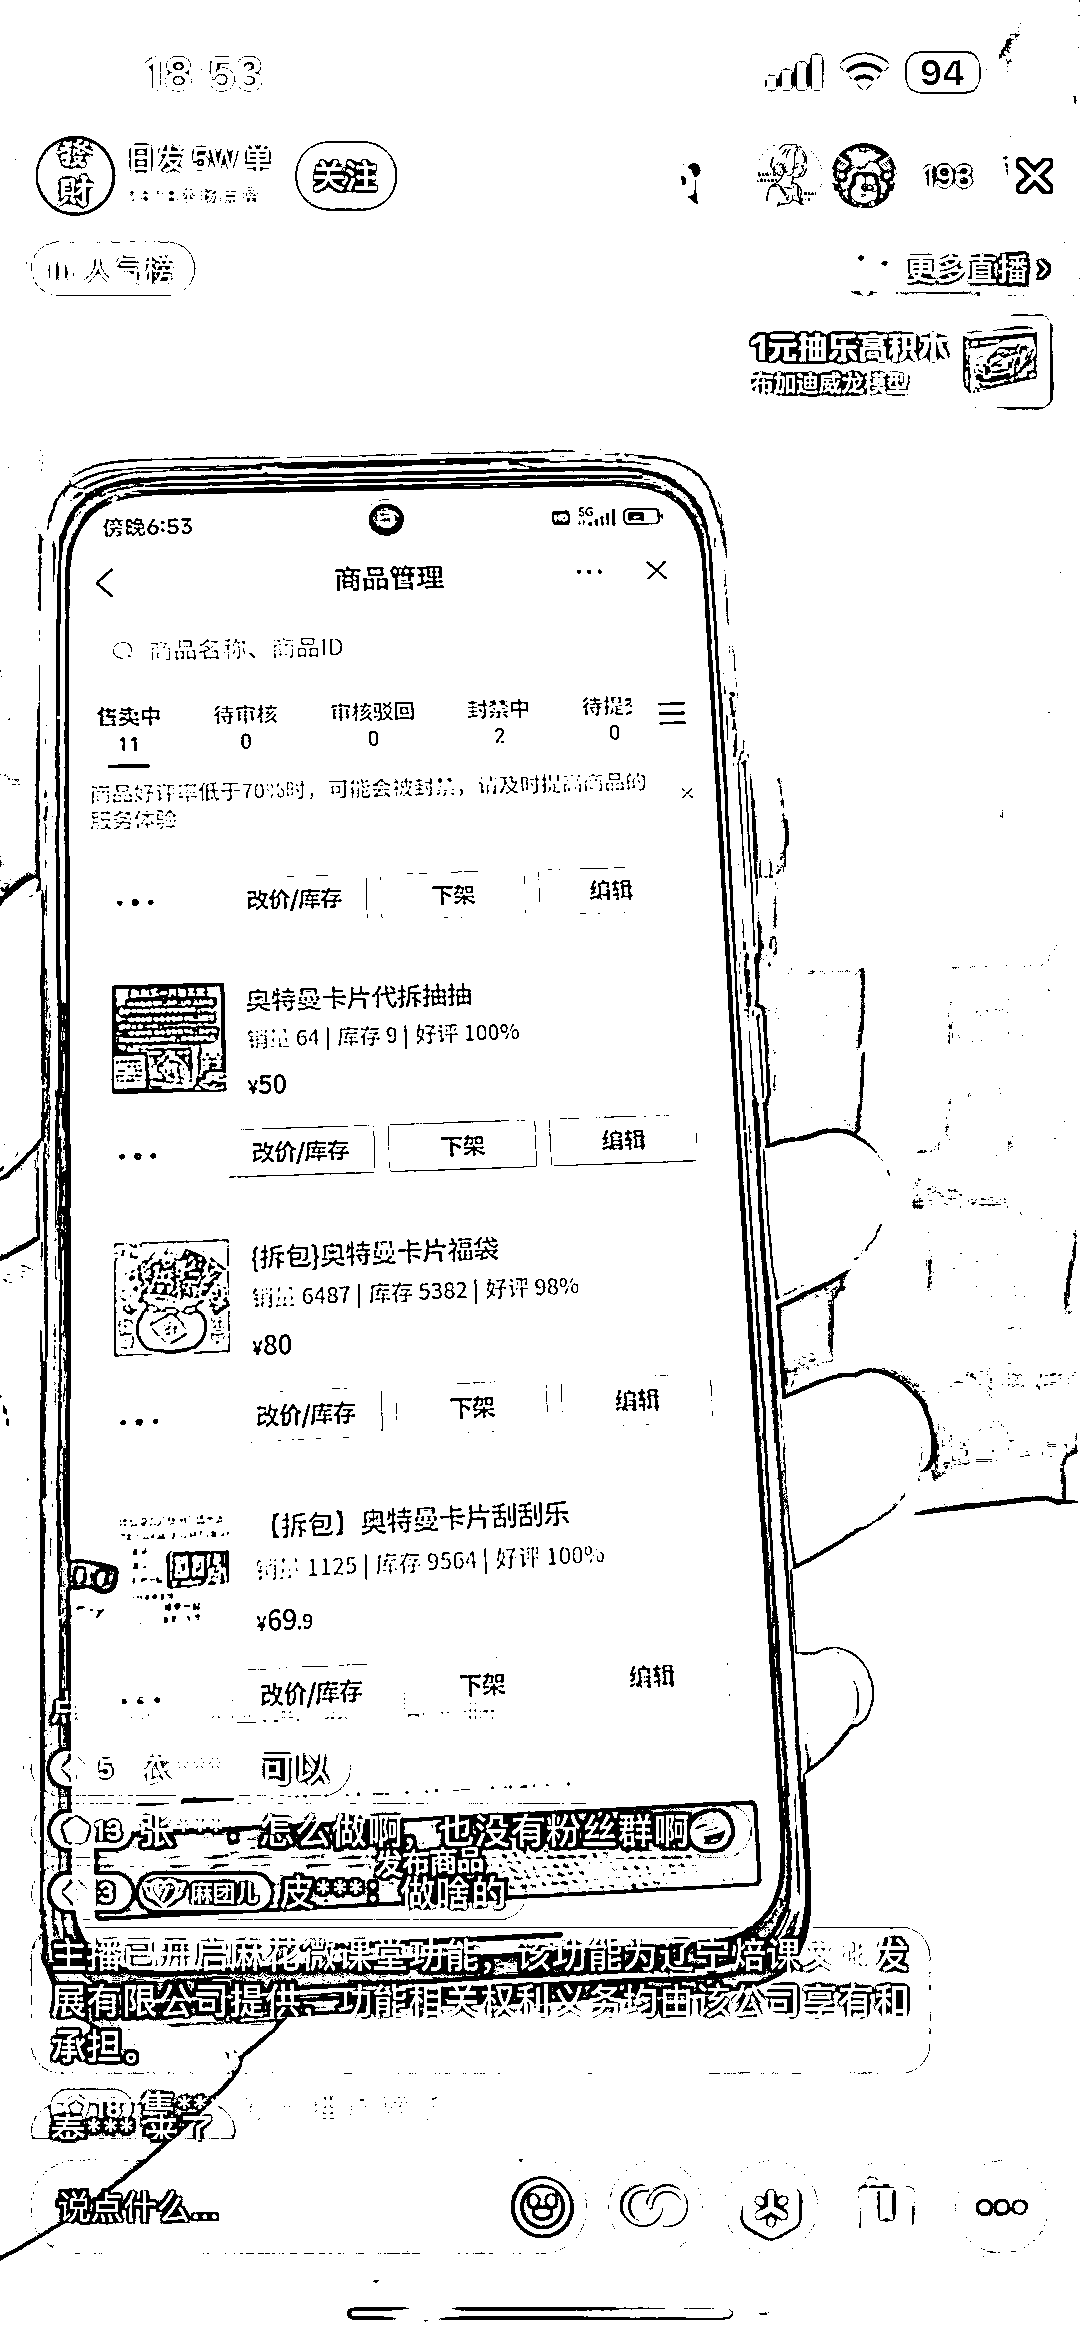 18 53
94
發財
日发5W单
关注
198
人气榜
更多直播
1元抽乐高积木
布加迪威龙模型
傍晚6:53
5G
商品管理
商品名称、商品ID
售卖中
待审核
审核驳回
封禁中
待提
11
0
0
2
0
商品好评率低于70%时，可能会被封禁，请及时提高商品的
服务体验
改价/库存
下架
编辑
奥特曼卡片代拆抽抽
销量 64 | 库存 9 | 好评 100%
¥50
改价/库存
下架
编辑
{拆包}奥特曼卡片福袋
销量 6487 | 库存 5382 | 好评 98%
¥80
改价/库存
下架
编辑
【拆包】奥特曼卡片刮刮乐
销量 1125 | 库存 9564 | 好评 100%
¥69.9
改价/库存
下架
编辑
5 衣**** 可以
13 张****：怎么做啊，也没有粉丝群啊
发布商品
3 麻团儿 皮***：做啥的
主播已开启麻花微课堂功能，该功能为辽宁焙课文化发
展有限公司提供，功能相关权利义务均由该公司享有和
承担。
泰*** 来了
说点什么...